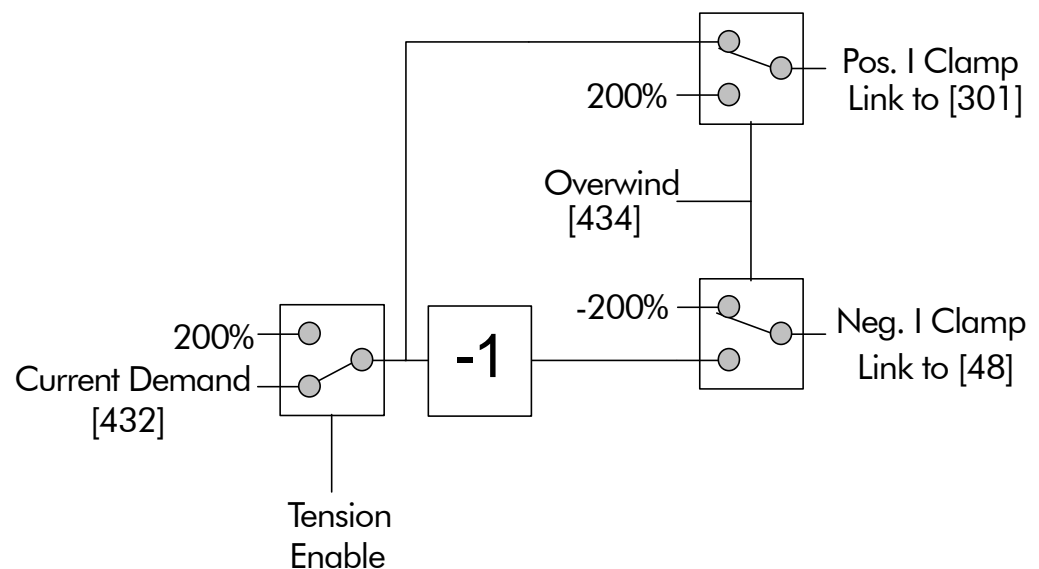 Pos. I Clamp
Link to [301]
200%
Overwind
[434]
-200%
Neg. I Clamp
Link to [48]
200%
-1
Current Demand
[432]
Tension
Enable